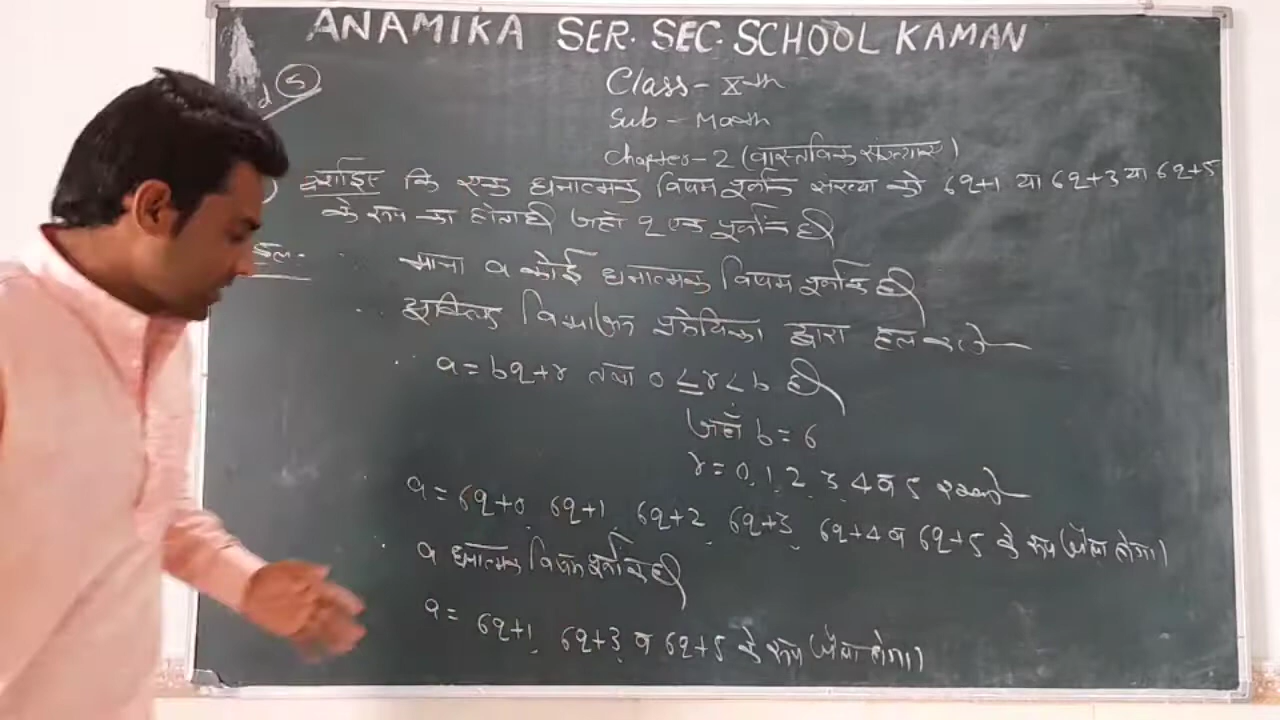 ANAMIKA SER. SEC. SCHOOL KAMAN
d 5
Class - X-th
Sub - Math
Chapter - 2 (वास्तविक संख्याएँ)
) दर्शाइए कि एक धनात्मक विषम पूर्णांक संख्या को 6q+1 या 6q+3 या 6q+5
के रूप का होता है जहाँ q एक पूर्णांक है
हल -
माना a कोई धनात्मक विषम पूर्णांक है
यूक्लिड विभाजन प्रमेयिका द्वारा हल करने
a = bq+r तथा 0 ≤ r < b है
जहाँ b = 6
r = 0, 1, 2, 3, 4 व 5 रखने
a = 6q+0, 6q+1, 6q+2, 6q+3, 6q+4 व 6q+5 के रूप जैसा होगा।
a धनात्मक विषम पूर्णांक है
a = 6q+1, 6q+3 व 6q+5 के रूप जैसा होगा।